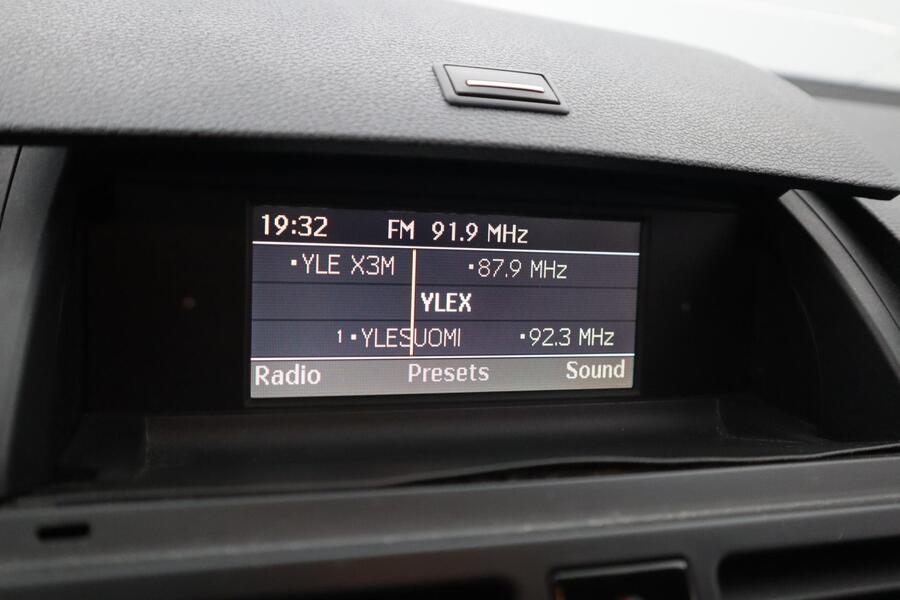 19:32 FM 91.9 MHz
▪YLE X3M ▪87.9 MHz
YLEX
1▪YLESUOMI ▪92.3 MHz
Radio Presets Sound